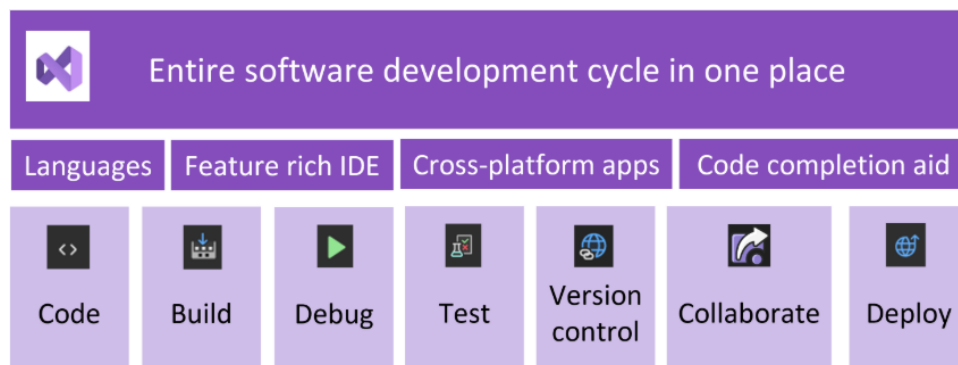 Entire software development cycle in one place
Languages
Feature rich IDE
Cross-platform apps
Code completion aid
Code
Build
Debug
Test
Version
control
Collaborate
Deploy